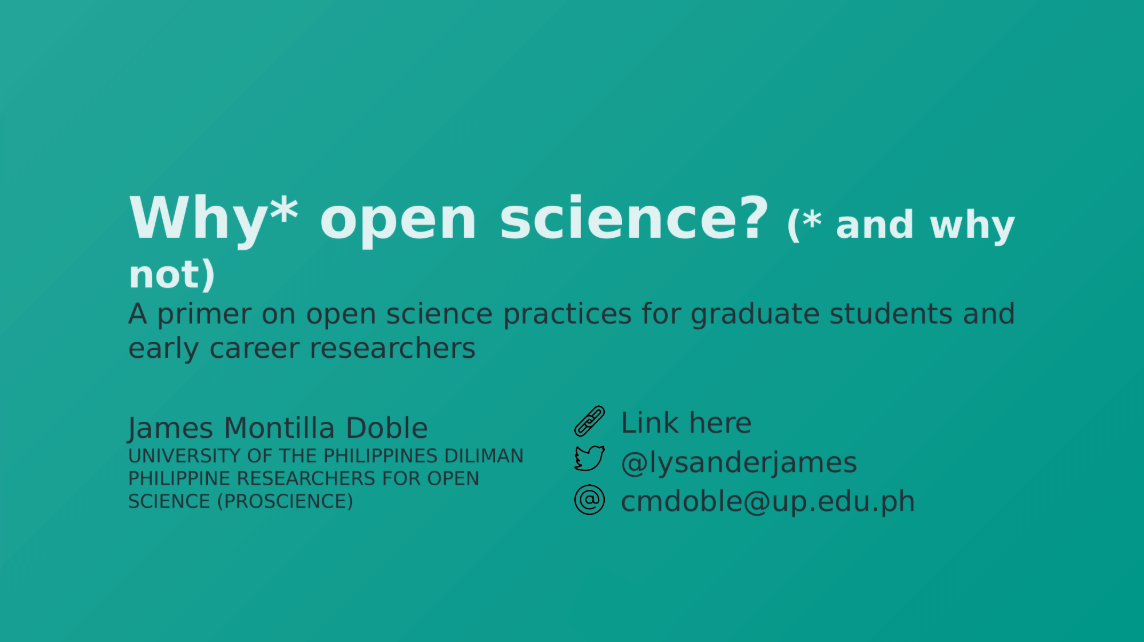 Why* open science? (* and why
not)
A primer on open science practices for graduate students and
early career researchers
James Montilla Doble
UNIVERSITY OF THE PHILIPPINES DILIMAN
PHILIPPINE RESEARCHERS FOR OPEN
SCIENCE (PROSCIENCE)
Link here
@lysanderjames
cmdoble@up.edu.ph